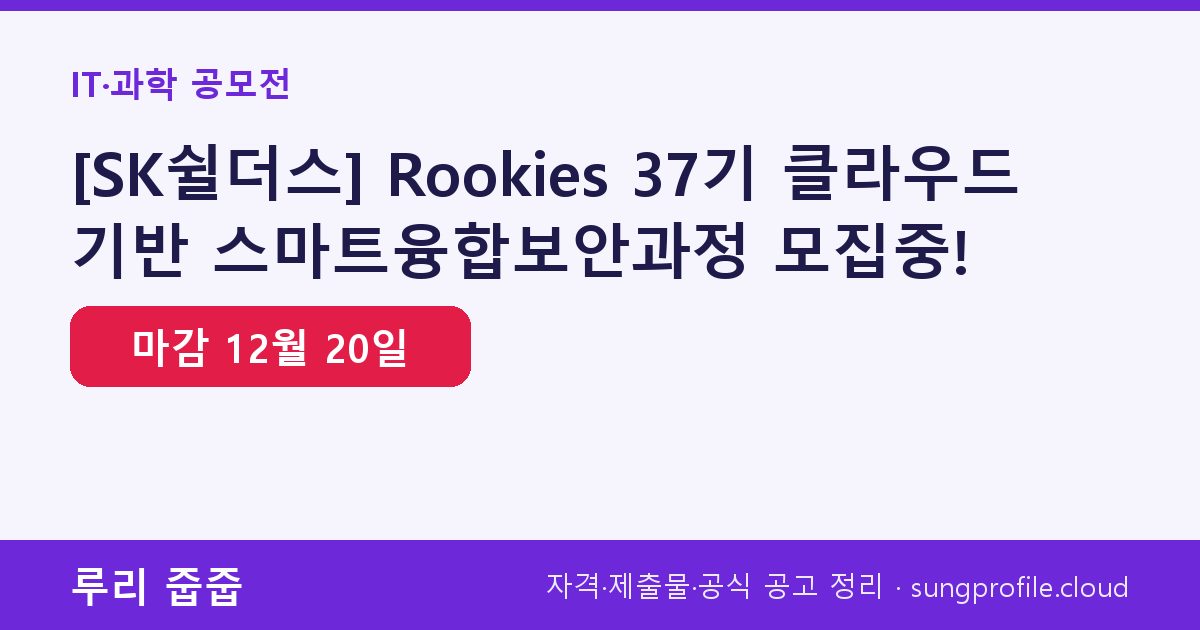 IT·과학 공모전
[SK쉴더스] Rookies 37기 클라우드
기반 스마트융합보안과정 모집중!
마감 12월 20일
루리 줍줍
자격·제출물·공식 공고 정리 · sungprofile.cloud